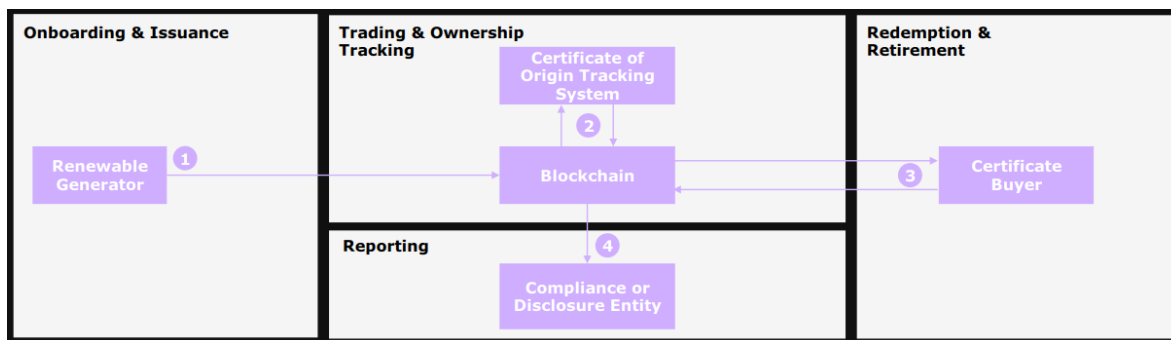 Onboarding & Issuance
Trading & Ownership
Tracking
Redemption &
Retirement
Certificate of
Origin Tracking
System
2
1
Renewable
Generator
Blockchain
3
Certificate
Buyer
Reporting
4
Compliance or
Disclosure Entity